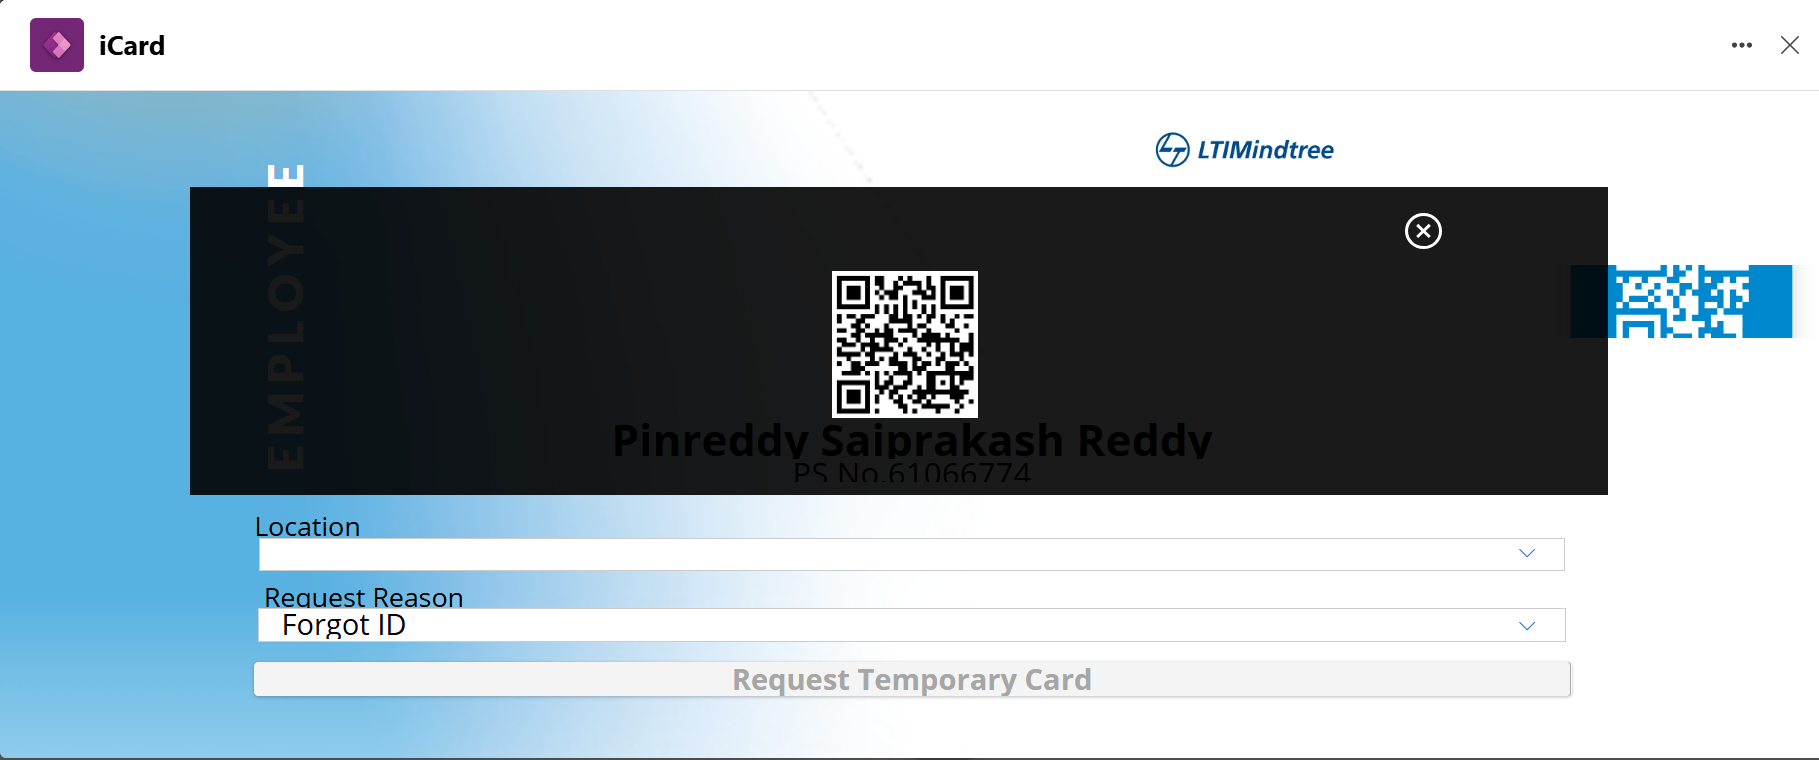 iCard
LTIMindtree
EMPLOYEE
Pinreddy Saiprakash Reddy
PS No.61066774
Location
Request Reason
Forgot ID
Request Temporary Card